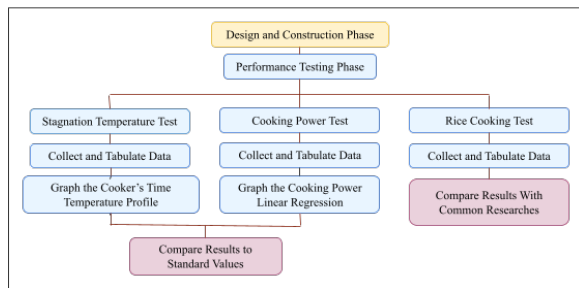 Design and Construction Phase
Performance Testing Phase
Stagnation Temperature Test
Cooking Power Test
Rice Cooking Test
Collect and Tabulate Data
Collect and Tabulate Data
Collect and Tabulate Data
Graph the Cooker's Time
Temperature Profile
Graph the Cooking Power
Linear Regression
Compare Results With
Common Researches
Compare Results to
Standard Values